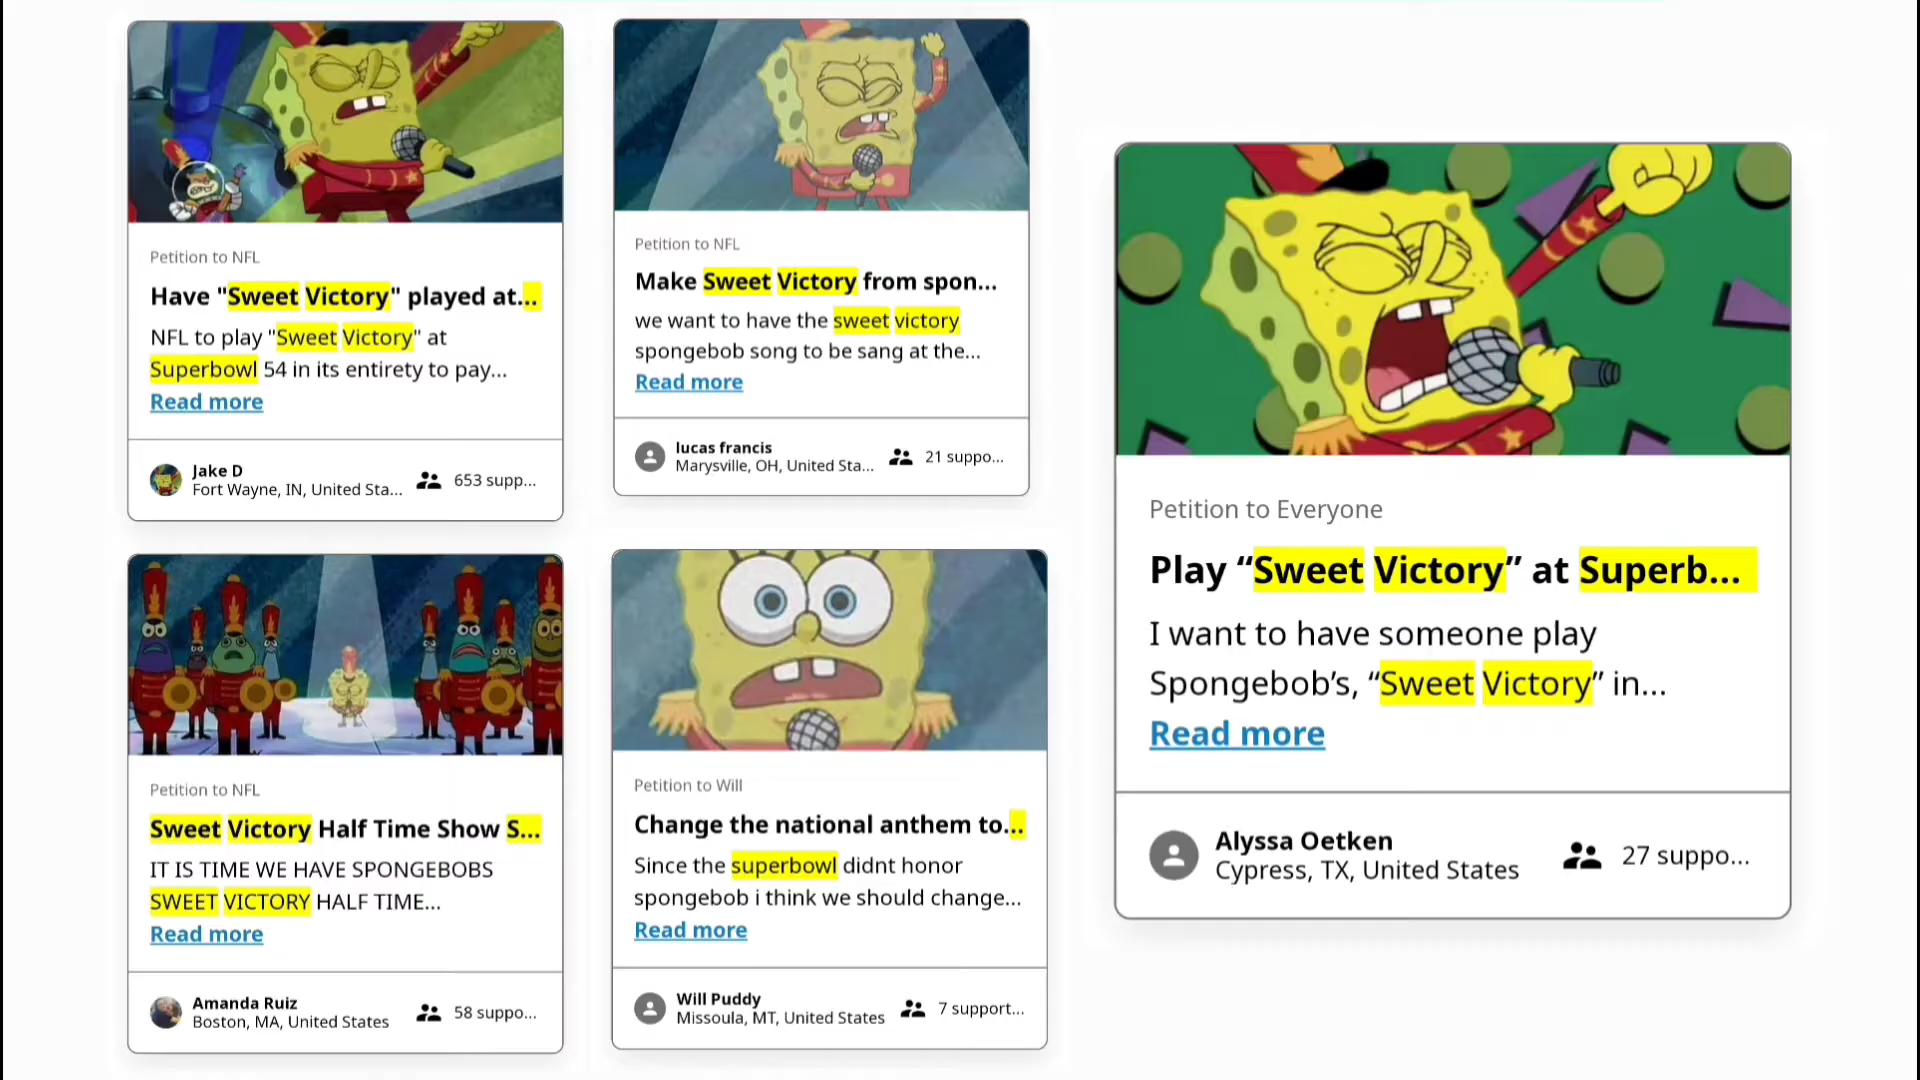 Petition to NFL
Have "Sweet Victory" played at...
NFL to play "Sweet Victory" at
Superbowl 54 in its entirety to pay...
Read more
Jake D
Fort Wayne, IN, United Sta...
653 supp...
Petition to NFL
Make Sweet Victory from spon...
we want to have the sweet victory
spongebob song to be sang at the...
Read more
lucas francis
Marysville, OH, United Sta...
21 suppo...
Petition to NFL
Sweet Victory Half Time Show S...
IT IS TIME WE HAVE SPONGEBOBS
SWEET VICTORY HALF TIME...
Read more
Amanda Ruiz
Boston, MA, United States
58 suppo...
Petition to Will
Change the national anthem to...
Since the superbowl didnt honor
spongebob i think we should change...
Read more
Will Puddy
Missoula, MT, United States
7 support...
Petition to Everyone
Play “Sweet Victory” at Superb...
I want to have someone play
Spongebob’s, “Sweet Victory” in...
Read more
Alyssa Oetken
Cypress, TX, United States
27 suppo...